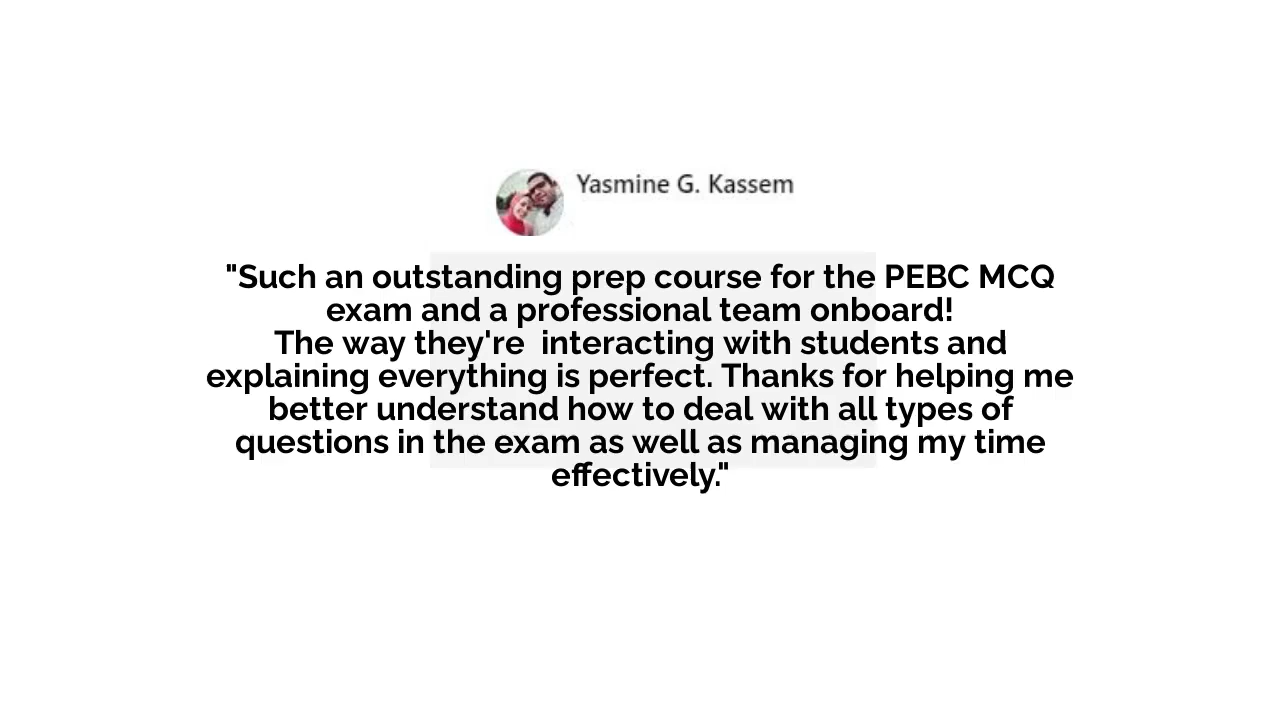 Yasmine G. Kassem
"Such an outstanding prep course for the PEBC MCQ
exam and a professional team onboard!
The way they're  interacting with students and
explaining everything is perfect. Thanks for helping me
better understand how to deal with all types of
questions in the exam as well as managing my time
effectively."